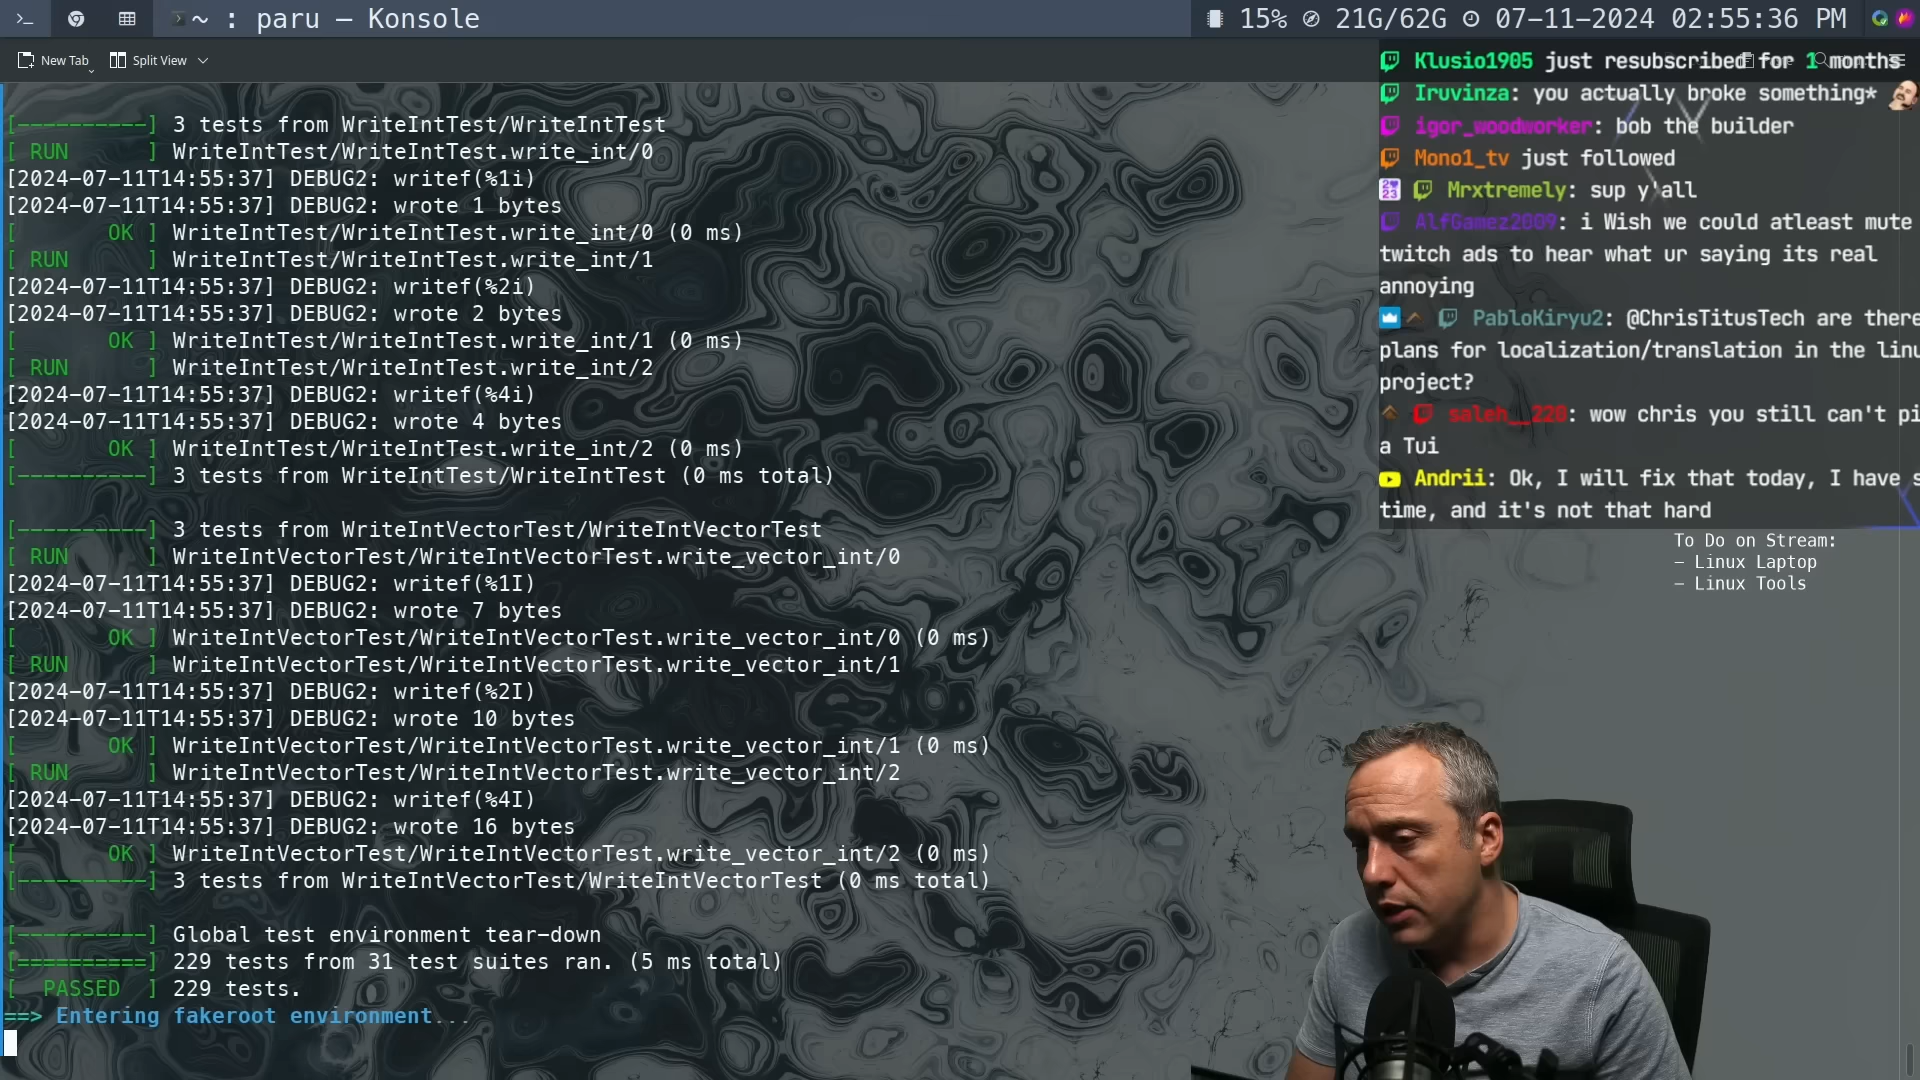 ~ : paru — Konsole
15% 21G/62G 07-11-2024 02:55:36 PM
New Tab Split View
[----------] 3 tests from WriteIntTest/WriteIntTest
[ RUN      ] WriteIntTest/WriteIntTest.write_int/0
[2024-07-11T14:55:37] DEBUG2: writef(%1i)
[2024-07-11T14:55:37] DEBUG2: wrote 1 bytes
[       OK ] WriteIntTest/WriteIntTest.write_int/0 (0 ms)
[ RUN      ] WriteIntTest/WriteIntTest.write_int/1
[2024-07-11T14:55:37] DEBUG2: writef(%2i)
[2024-07-11T14:55:37] DEBUG2: wrote 2 bytes
[       OK ] WriteIntTest/WriteIntTest.write_int/1 (0 ms)
[ RUN      ] WriteIntTest/WriteIntTest.write_int/2
[2024-07-11T14:55:37] DEBUG2: writef(%4i)
[2024-07-11T14:55:37] DEBUG2: wrote 4 bytes
[       OK ] WriteIntTest/WriteIntTest.write_int/2 (0 ms)
[----------] 3 tests from WriteIntTest/WriteIntTest (0 ms total)
[----------] 3 tests from WriteIntVectorTest/WriteIntVectorTest
[ RUN      ] WriteIntVectorTest/WriteIntVectorTest.write_vector_int/0
[2024-07-11T14:55:37] DEBUG2: writef(%1I)
[2024-07-11T14:55:37] DEBUG2: wrote 7 bytes
[       OK ] WriteIntVectorTest/WriteIntVectorTest.write_vector_int/0 (0 ms)
[ RUN      ] WriteIntVectorTest/WriteIntVectorTest.write_vector_int/1
[2024-07-11T14:55:37] DEBUG2: writef(%2I)
[2024-07-11T14:55:37] DEBUG2: wrote 10 bytes
[       OK ] WriteIntVectorTest/WriteIntVectorTest.write_vector_int/1 (0 ms)
[ RUN      ] WriteIntVectorTest/WriteIntVectorTest.write_vector_int/2
[2024-07-11T14:55:37] DEBUG2: writef(%4I)
[2024-07-11T14:55:37] DEBUG2: wrote 16 bytes
[       OK ] WriteIntVectorTest/WriteIntVectorTest.write_vector_int/2 (0 ms)
[----------] 3 tests from WriteIntVectorTest/WriteIntVectorTest (0 ms total)
[----------] Global test environment tear-down
[==========] 229 tests from 31 test suites ran. (5 ms total)
[  PASSED  ] 229 tests.
==> Entering fakeroot environment...
Klusio1905 just resubscribed for 1 months
Iruvinza: you actually broke something*
igor_woodworker: bob the builder
Mono1_tv just followed
Mrxtremely: sup y'all
AlfGamez2009: i Wish we could atleast mute
twitch ads to hear what ur saying its real
annoying
PabloKiryu2: @ChrisTitusTech are there
plans for localization/translation in the linu
project?
saleh__220: wow chris you still can't pi
a Tui
Andrii: Ok, I will fix that today, I have s
time, and it's not that hard
To Do on Stream:
- Linux Laptop
- Linux Tools